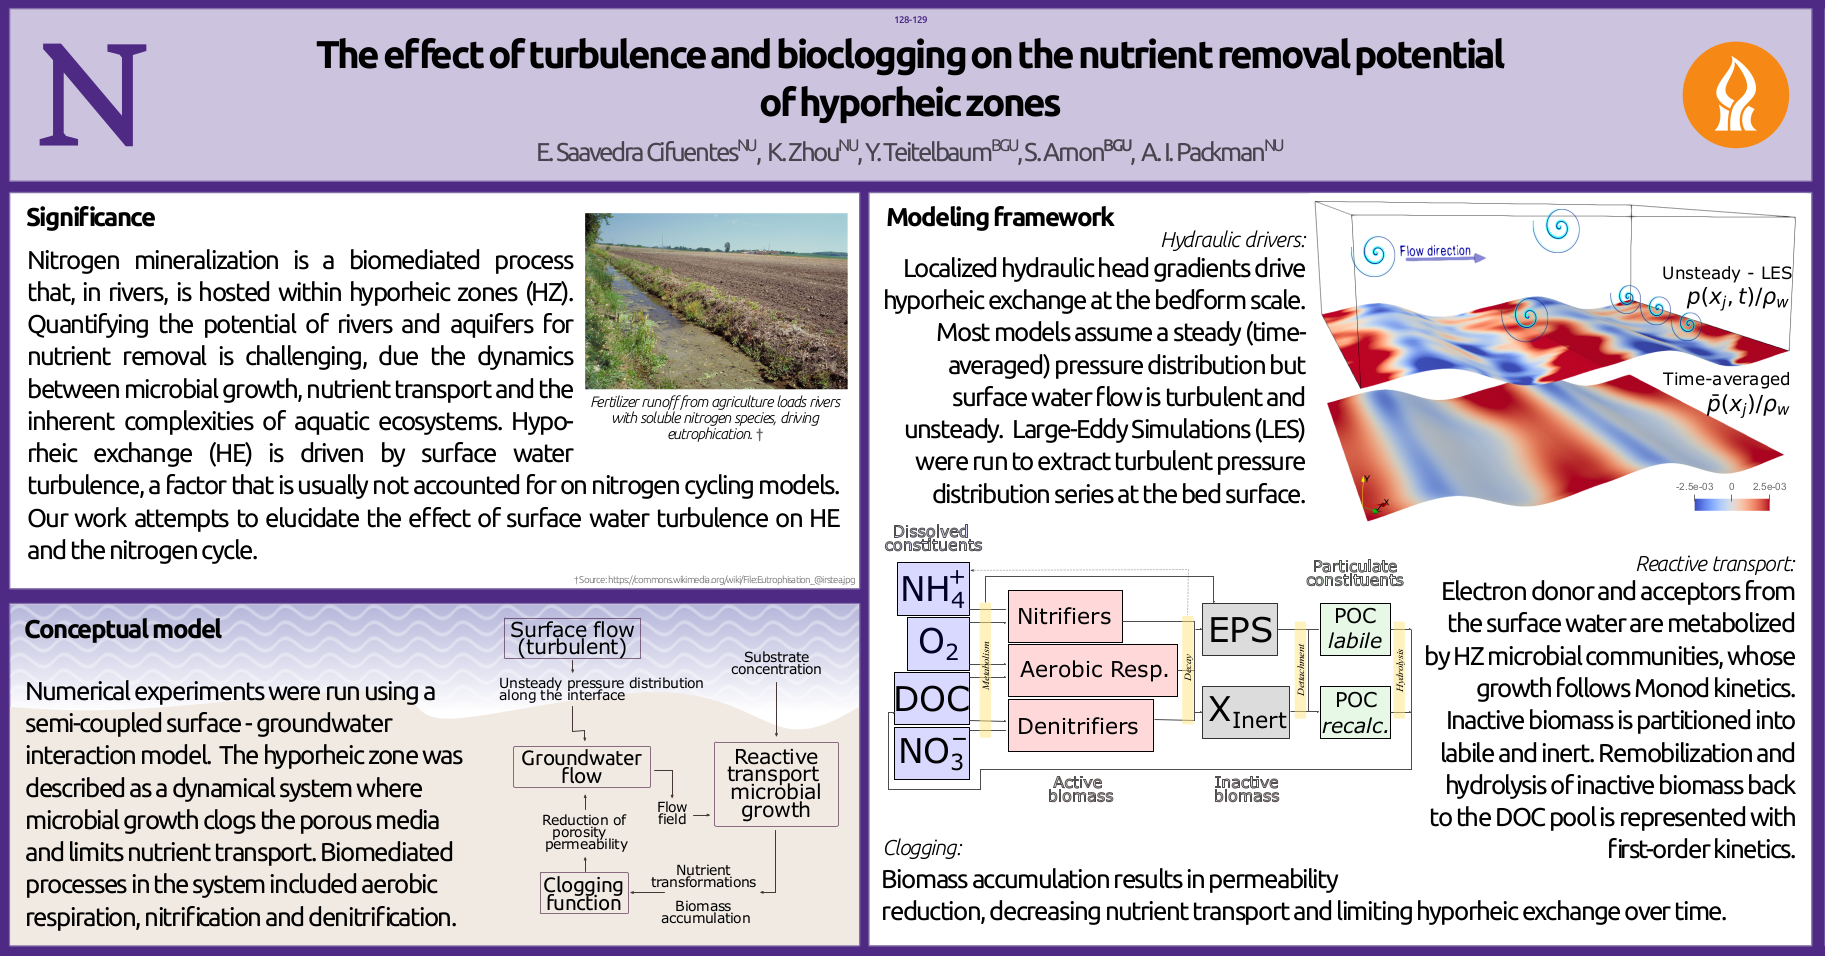 128-129
N
The effect of turbulence and bioclogging on the nutrient removal potential
of hyporheic zones
E. Saavedra Cifuentes^NU, K. Zhou^NU, Y. Teitelbaum^BGU, S. Arnon^BGU, A. I. Packman^NU
Significance
Nitrogen mineralization is a biomediated process
that, in rivers, is hosted within hyporheic zones (HZ).
Quantifying the potential of rivers and aquifers for
nutrient removal is challenging, due the dynamics
between microbial growth, nutrient transport and the
inherent complexities of aquatic ecosystems. Hypo-
rheic exchange (HE) is driven by surface water
turbulence, a factor that is usually not accounted for on nitrogen cycling models.
Our work attempts to elucidate the effect of surface water turbulence on HE
and the nitrogen cycle.
Fertilizer runoff from agriculture loads rivers
with soluble nitrogen species, driving
eutrophication. †
†Source: https://commons.wikimedia.org/wiki/File:Eutrophisation_@irstea.jpg
Conceptual model
Numerical experiments were run using a
semi-coupled surface - groundwater
interaction model. The hyporheic zone was
described as a dynamical system where
microbial growth clogs the porous media
and limits nutrient transport. Biomediated
processes in the system included aerobic
respiration, nitrification and denitrification.
Surface flow
(turbulent)
Unsteady pressure distribution
along the interface
Substrate
concentration
Groundwater
flow
Flow
field
Reactive
transport
microbial
growth
Reduction of
porosity
permeability
Clogging
function
Nutrient
transformations
Biomass
accumulation
Modeling framework
Hydraulic drivers:
Localized hydraulic head gradients drive
hyporheic exchange at the bedform scale.
Most models assume a steady (time-
averaged) pressure distribution but
surface water flow is turbulent and
unsteady. Large-Eddy Simulations (LES)
were run to extract turbulent pressure
distribution series at the bed surface.
Flow direction
Unsteady - LES
p(x_j, t)/ρ_w
Time-averaged
p̄(x_j)/ρ_w
-2.5e-03 0 2.5e-03
Y
X
Dissolved
constituents
NH₄⁺
O₂
DOC
NO₃⁻
Metabolism
Nitrifiers
Aerobic Resp.
Denitrifiers
Active
biomass
Decay
EPS
X_Inert
Inactive
biomass
Dettachment
Particulate
constituents
POC
labile
POC
recalc.
Hydrolysis
Reactive transport:
Electron donor and acceptors from
the surface water are metabolized
by HZ microbial communities, whose
growth follows Monod kinetics.
Inactive biomass is partitioned into
labile and inert. Remobilization and
hydrolysis of inactive biomass back
to the DOC pool is represented with
first-order kinetics.
Clogging:
Biomass accumulation results in permeability
reduction, decreasing nutrient transport and limiting hyporheic exchange over time.